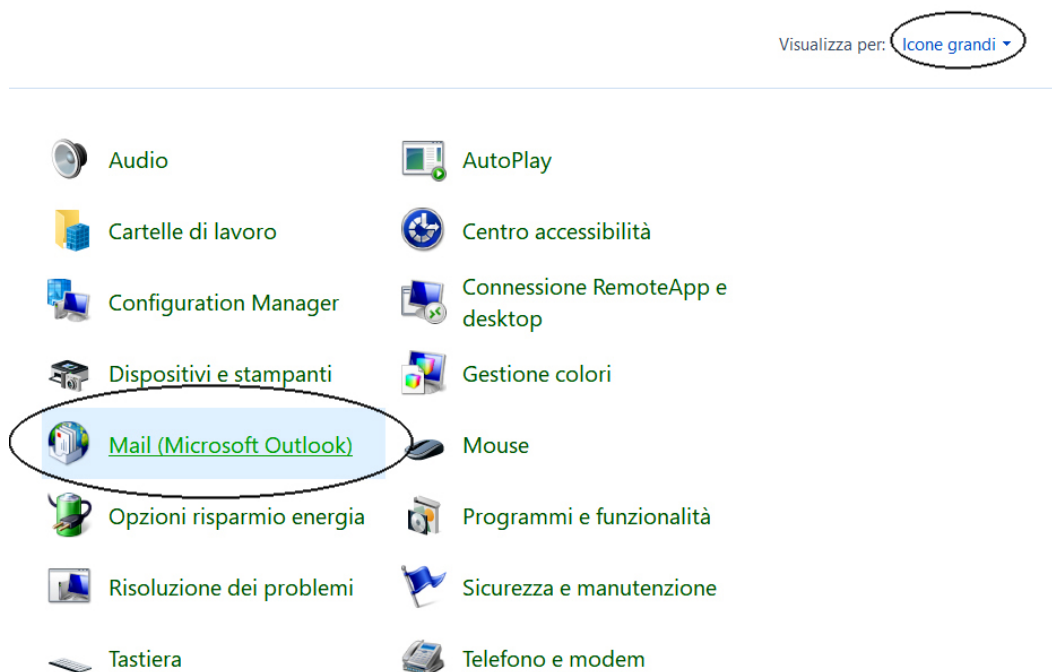 Visualizza per: Icone grandi
Audio
AutoPlay
Cartelle di lavoro
Centro accessibilità
Configuration Manager
Connessione RemoteApp e
desktop
Dispositivi e stampanti
Gestione colori
Mail (Microsoft Outlook)
Mouse
Opzioni risparmio energia
Programmi e funzionalità
Risoluzione dei problemi
Sicurezza e manutenzione
Tastiera
Telefono e modem